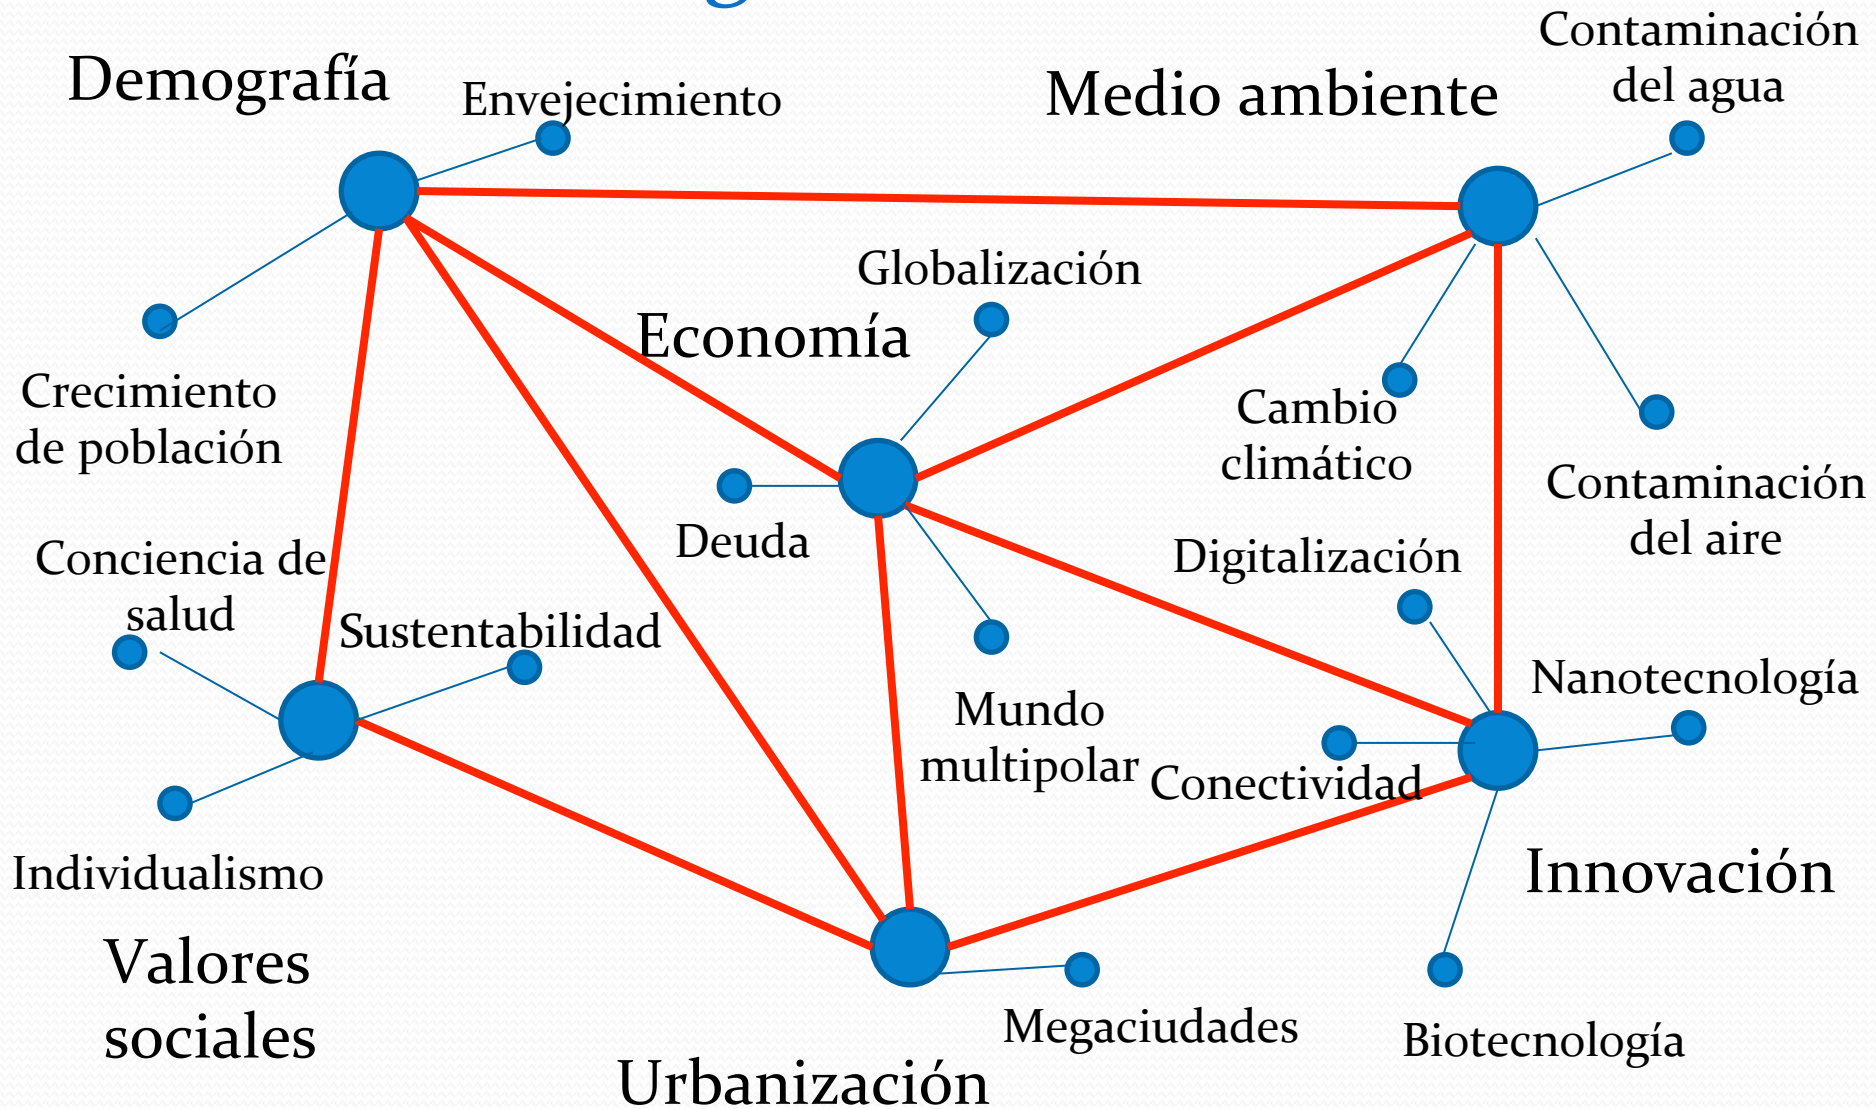 Demografía
Envejecimiento
Medio ambiente
Contaminación
del agua
Globalización
Economía
Crecimiento
de población
Cambio
climático
Contaminación
del aire
Deuda
Digitalización
Conciencia de
salud
Sustentabilidad
Nanotecnología
Mundo
multipolar
Conectividad
Individualismo
Innovación
Valores
sociales
Megaciudades
Biotecnología
Urbanización